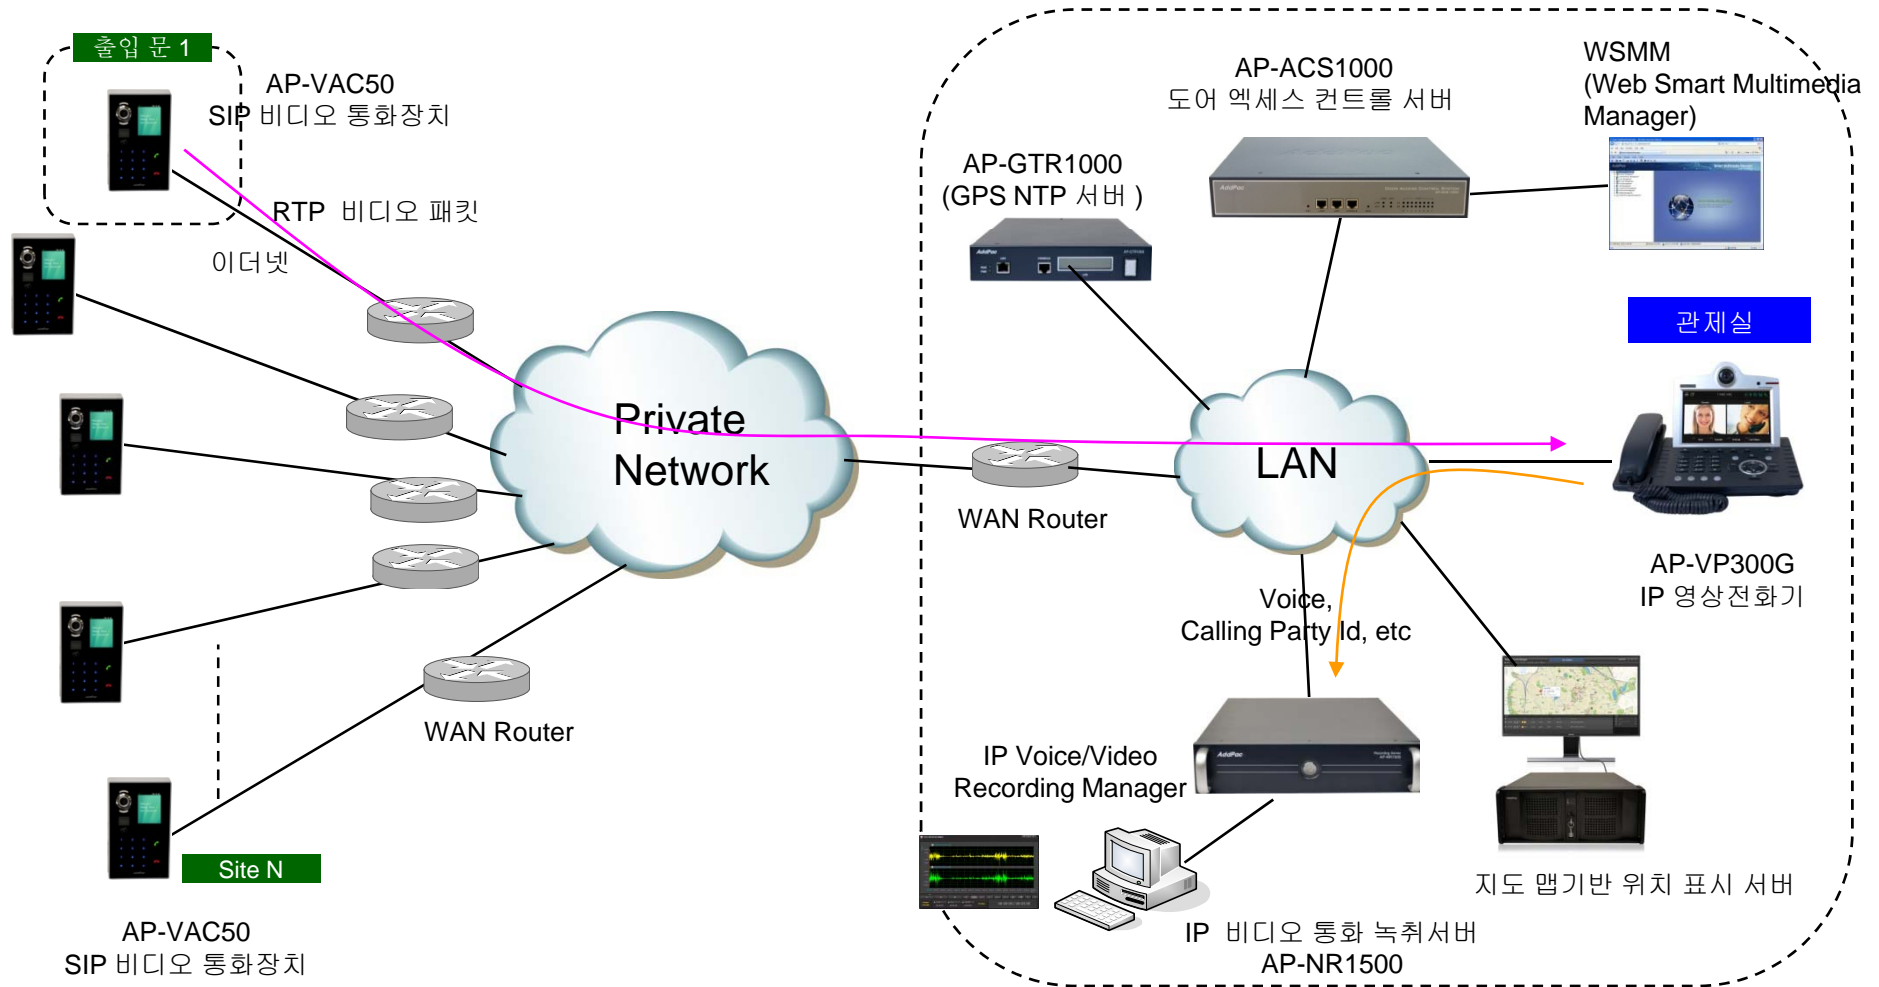 출입 문 1
AP-VAC50
SIP 비디오 통화장치
RTP 비디오 패킷
이더넷
Private
Network
WAN Router
Site N
AP-VAC50
SIP 비디오 통화장치
AP-ACS1000
도어 엑세스 컨트롤 서버
WSMM
(Web Smart Multimedia
Manager)
AP-GTR1000
(GPS NTP 서버 )
AddPac
AddPac
관제실
LAN
WAN Router
AP-VP300G
IP 영상전화기
Voice,
Calling Party Id, etc
IP Voice/Video
Recording Manager
AddPac
지도 맵기반 위치 표시 서버
IP 비디오 통화 녹취서버
AP-NR1500